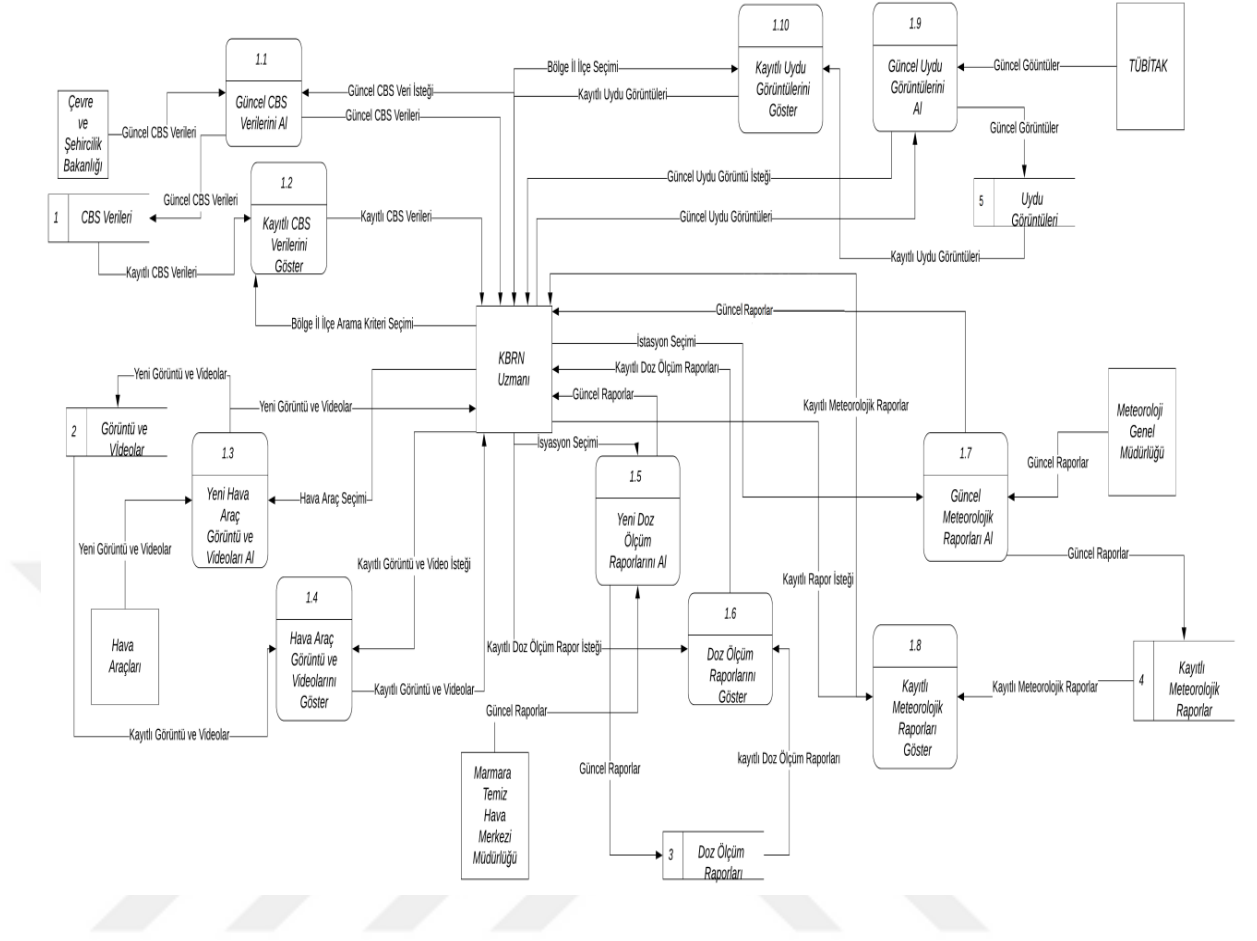 1.1
Güncel CBS
Verilerini Al
1.10
Kayıtlı Uydu
Görüntülerini
Göster
1.9
Güncel Uydu
Görüntülerini
Al
TÜBİTAK
Güncel Göüntüler
Bölge İl İlçe Seçimi
Kayıtlı Uydu Görüntüleri
Güncel CBS Veri İsteği
Güncel CBS Verileri
Çevre
ve
Şehircilik
Bakanlığı
Güncel CBS Verileri
Güncel Görüntüler
1.2
Kayıtlı CBS
Verilerini
Göster
Güncel Uydu Görüntü İsteği
Güncel CBS Verileri
1
CBS Verileri
Kayıtlı CBS Verileri
Güncel Uydu Görüntüleri
5
Uydu
Görüntüleri
Kayıtlı CBS Verileri
Kayıtlı Uydu Görüntüleri
Güncel Raporlar
Bölge İl İlçe Arama Kriteri Seçimi
KBRN
Uzmanı
İstasyon Seçimi
Kayıtlı Doz Ölçüm Raporları
Güncel Raporlar
Yeni Görüntü ve Videolar
Yeni Görüntü ve Videolar
Kayıtlı Meteorolojik Raporlar
2
Görüntü ve
Vİdeolar
İsyasyon Seçimi
Meteoroloji
Genel
Müdürlüğü
1.3
Yeni Hava
Araç
Görüntü ve
Videoları Al
Hava Araç Seçimi
1.5
Yeni Doz
Ölçüm
Raporlarını Al
1.7
Güncel
Meteorolojik
Raporları Al
Güncel Raporlar
Yeni Görüntü ve Videolar
Kayıtlı Görüntü ve Video İsteği
Güncel Raporlar
Kayıtlı Rapor İsteği
1.4
Hava Araç
Görüntü ve
Videolarını
Göster
1.6
Doz Ölçüm
Raporlarını
Göster
Hava
Araçları
Kayıtlı Doz Ölçüm Rapor İsteği
1.8
Kayıtlı
Meteorolojik
Raporları
Göster
Kayıtlı Görüntü ve Videolar
Kayıtlı Meteorolojik Raporlar
4
Kayıtlı
Meteorolojik
Raporlar
Güncel Raporlar
Kayıtlı Görüntü ve Videolar
Güncel Raporlar
kayıtlı Doz Ölçüm Raporları
Marmara
Temiz
Hava
Merkezi
Müdürlüğü
3
Doz Ölçüm
Raporları